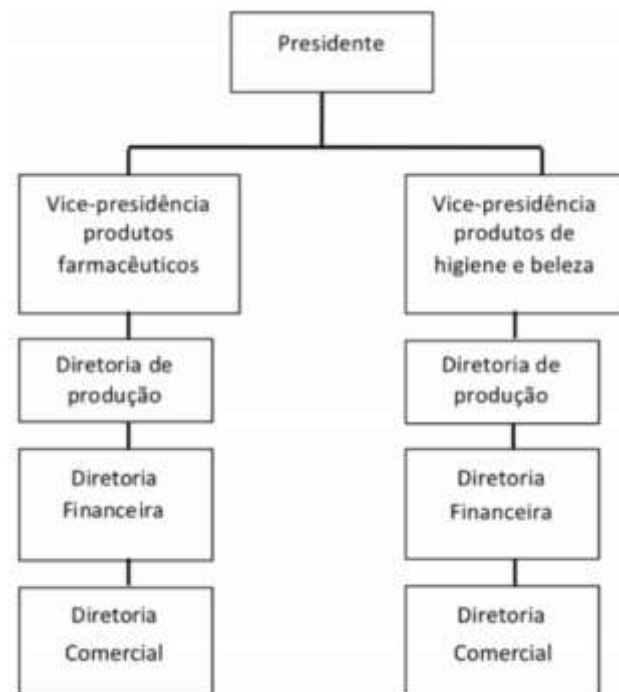 Presidente
Vice-presidência
produtos
farmacêuticos
Diretoria de
produção
Diretoria
Financeira
Diretoria
Comercial
Vice-presidência
produtos de
higiene e beleza
Diretoria de
produção
Diretoria
Financeira
Diretoria
Comercial